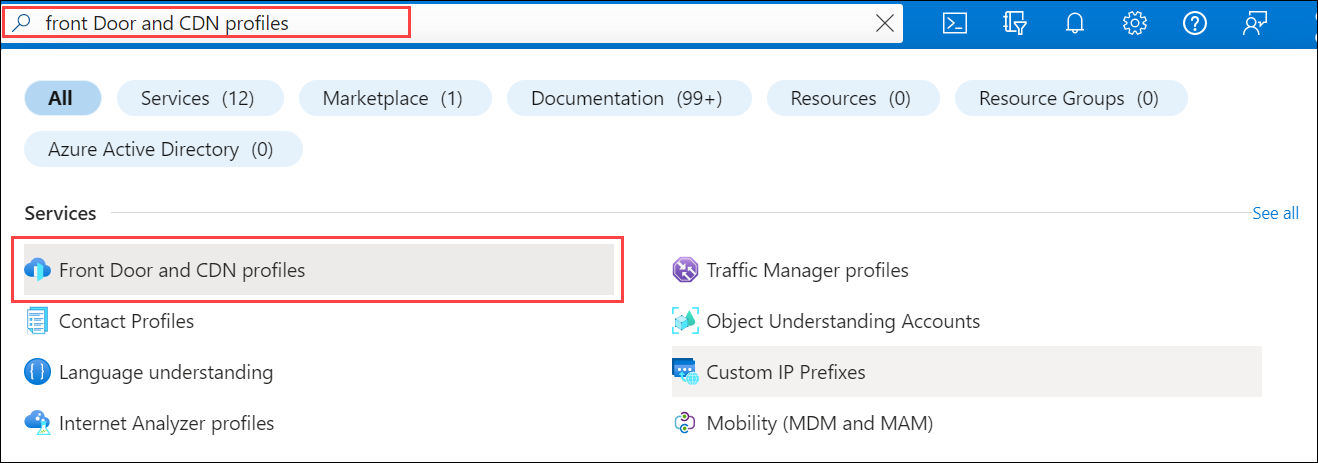 front Door and CDN profiles
All Services (12) Marketplace (1) Documentation (99+) Resources (0) Resource Groups (0)
Azure Active Directory (0)
Services See all
Front Door and CDN profiles Traffic Manager profiles
Contact Profiles Object Understanding Accounts
Language understanding Custom IP Prefixes
Internet Analyzer profiles Mobility (MDM and MAM)